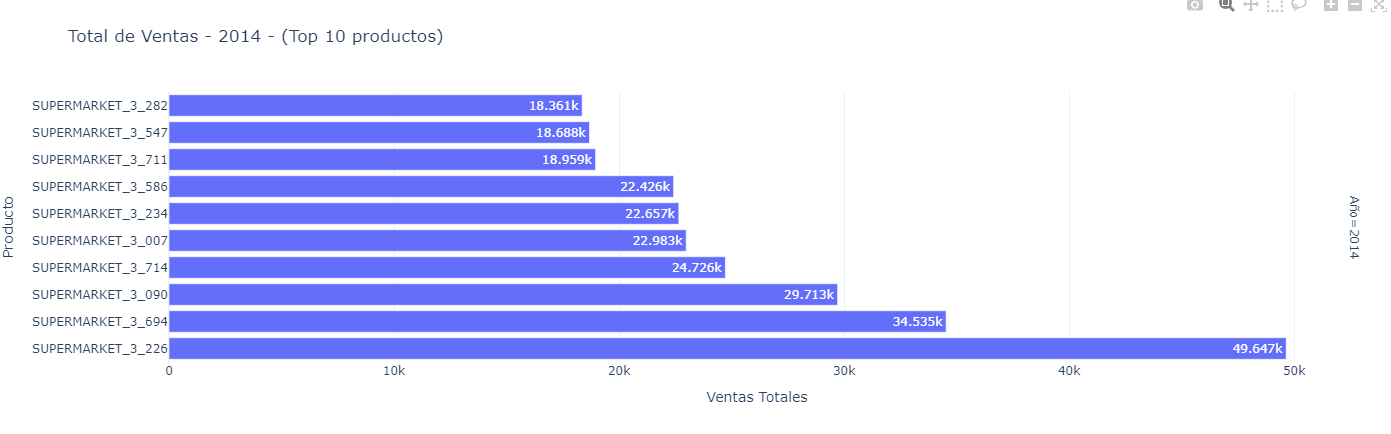 Total de Ventas - 2014 - (Top 10 productos)
Producto
SUPERMARKET_3_282 18.361k
SUPERMARKET_3_547 18.688k
SUPERMARKET_3_711 18.959k
SUPERMARKET_3_586 22.426k
SUPERMARKET_3_234 22.657k
SUPERMARKET_3_007 22.983k
SUPERMARKET_3_714 24.726k
SUPERMARKET_3_090 29.713k
SUPERMARKET_3_694 34.535k
SUPERMARKET_3_226 49.647k
Año=2014
0 10k 20k 30k 40k 50k
Ventas Totales